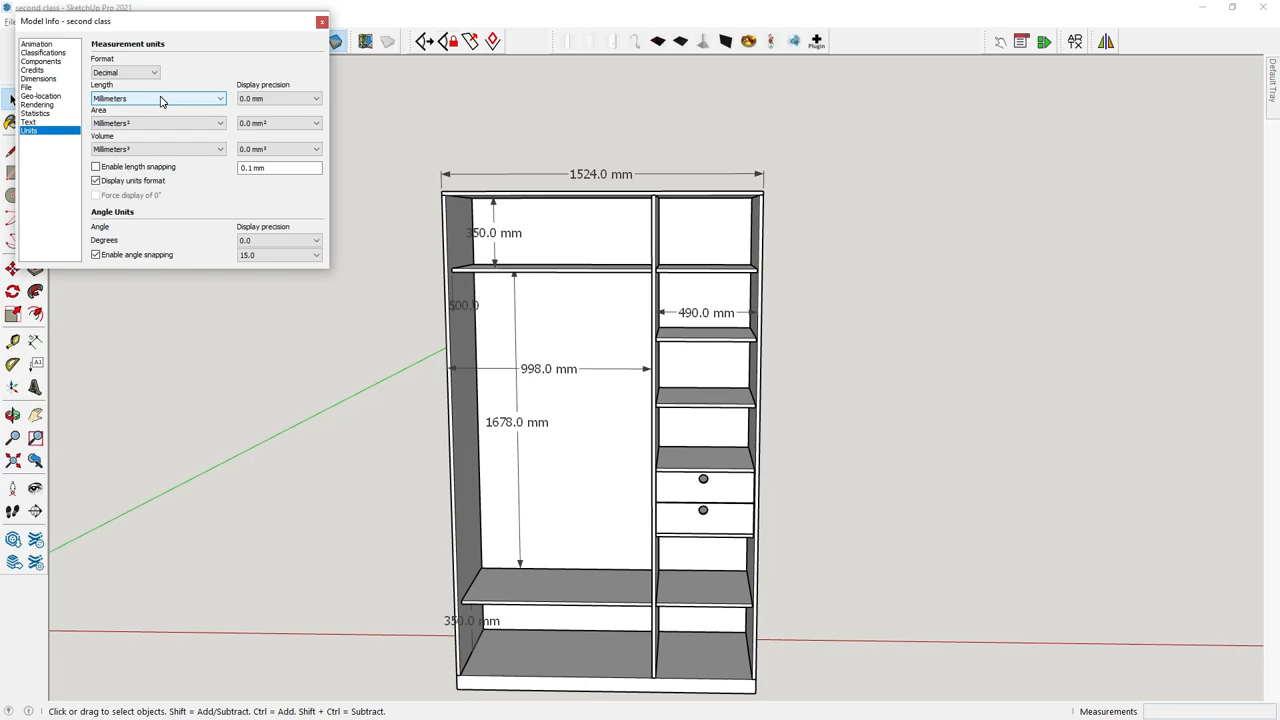 second class - SketchUp Pro 2021
Model Info - second class
Animation
Classifications
Components
Credits
Dimensions
File
Geo-location
Rendering
Statistics
Text
Units
Measurement units
Format
Decimal
Length
Display precision
Millimeters
0.0 mm
Area
Millimeters²
0.0 mm²
Volume
Millimeters³
0.0 mm³
Enable length snapping
0.1 mm
Display units format
Force display of 0"
Angle Units
Angle
Display precision
Degrees
0.0
Enable angle snapping
15.0
Plugin
AR
Default Tray
A1
1524.0 mm
350.0 mm
500.0
490.0 mm
998.0 mm
1678.0 mm
350.0 mm
Click or drag to select objects. Shift = Add/Subtract. Ctrl = Add. Shift + Ctrl = Subtract.
Measurements